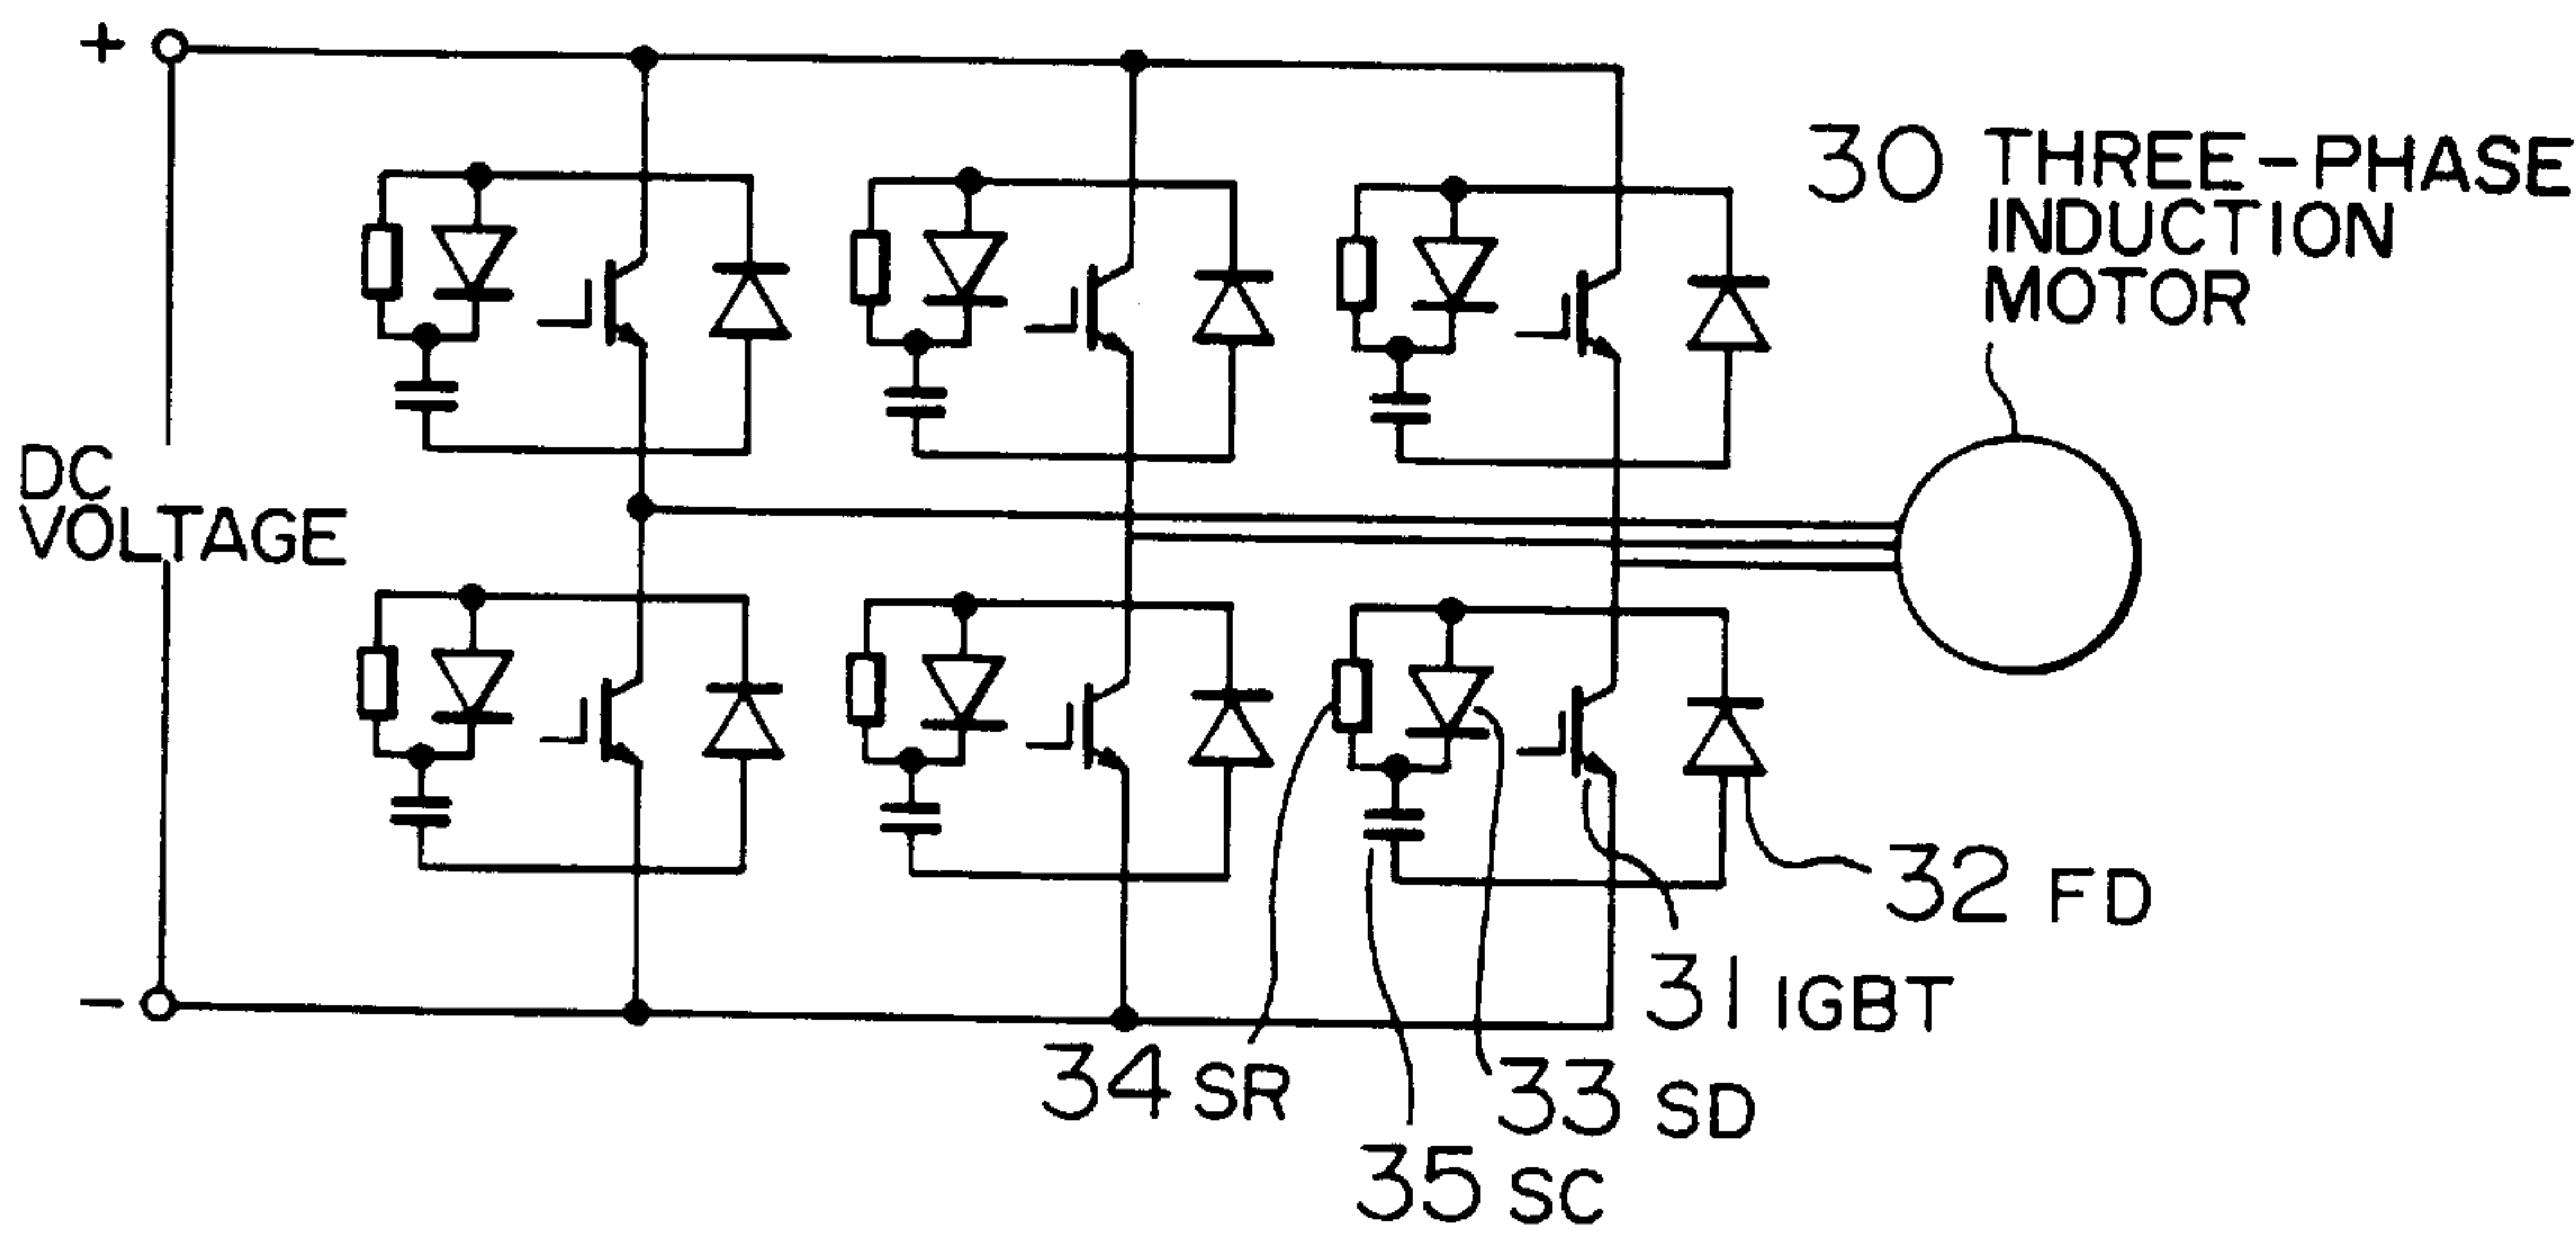 +
30 THREE-PHASE
INDUCTION
MOTOR
DC
VOLTAGE
32 FD
31 IGBT
-
34 SR
33 SD
35 SC